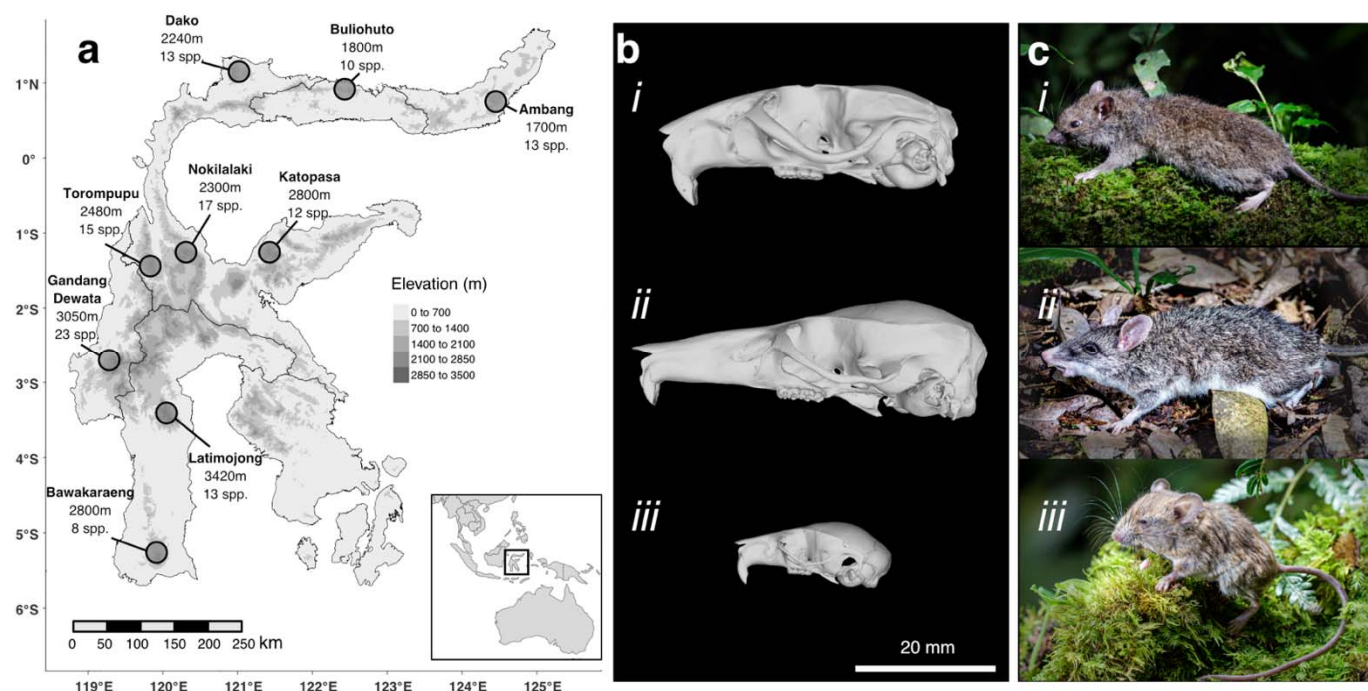 a
Dako
2240m
13 spp.
Buliohuto
1800m
10 spp.
Ambang
1700m
13 spp.
Nokilalaki
2300m
17 spp.
Katopasa
2800m
12 spp.
Torompupu
2480m
15 spp.
Gandang
Dewata
3050m
23 spp.
Latimojong
3420m
13 spp.
Bawakaraeng
2800m
8 spp.
Elevation (m)
0 to 700
700 to 1400
1400 to 2100
2100 to 2850
2850 to 3500
1°N
0°
1°S
2°S
3°S
4°S
5°S
6°S
0 50 100 150 200 250 km
119°E 120°E 121°E 122°E 123°E 124°E 125°E
b
i
ii
iii
20 mm
c
i
ii
iii